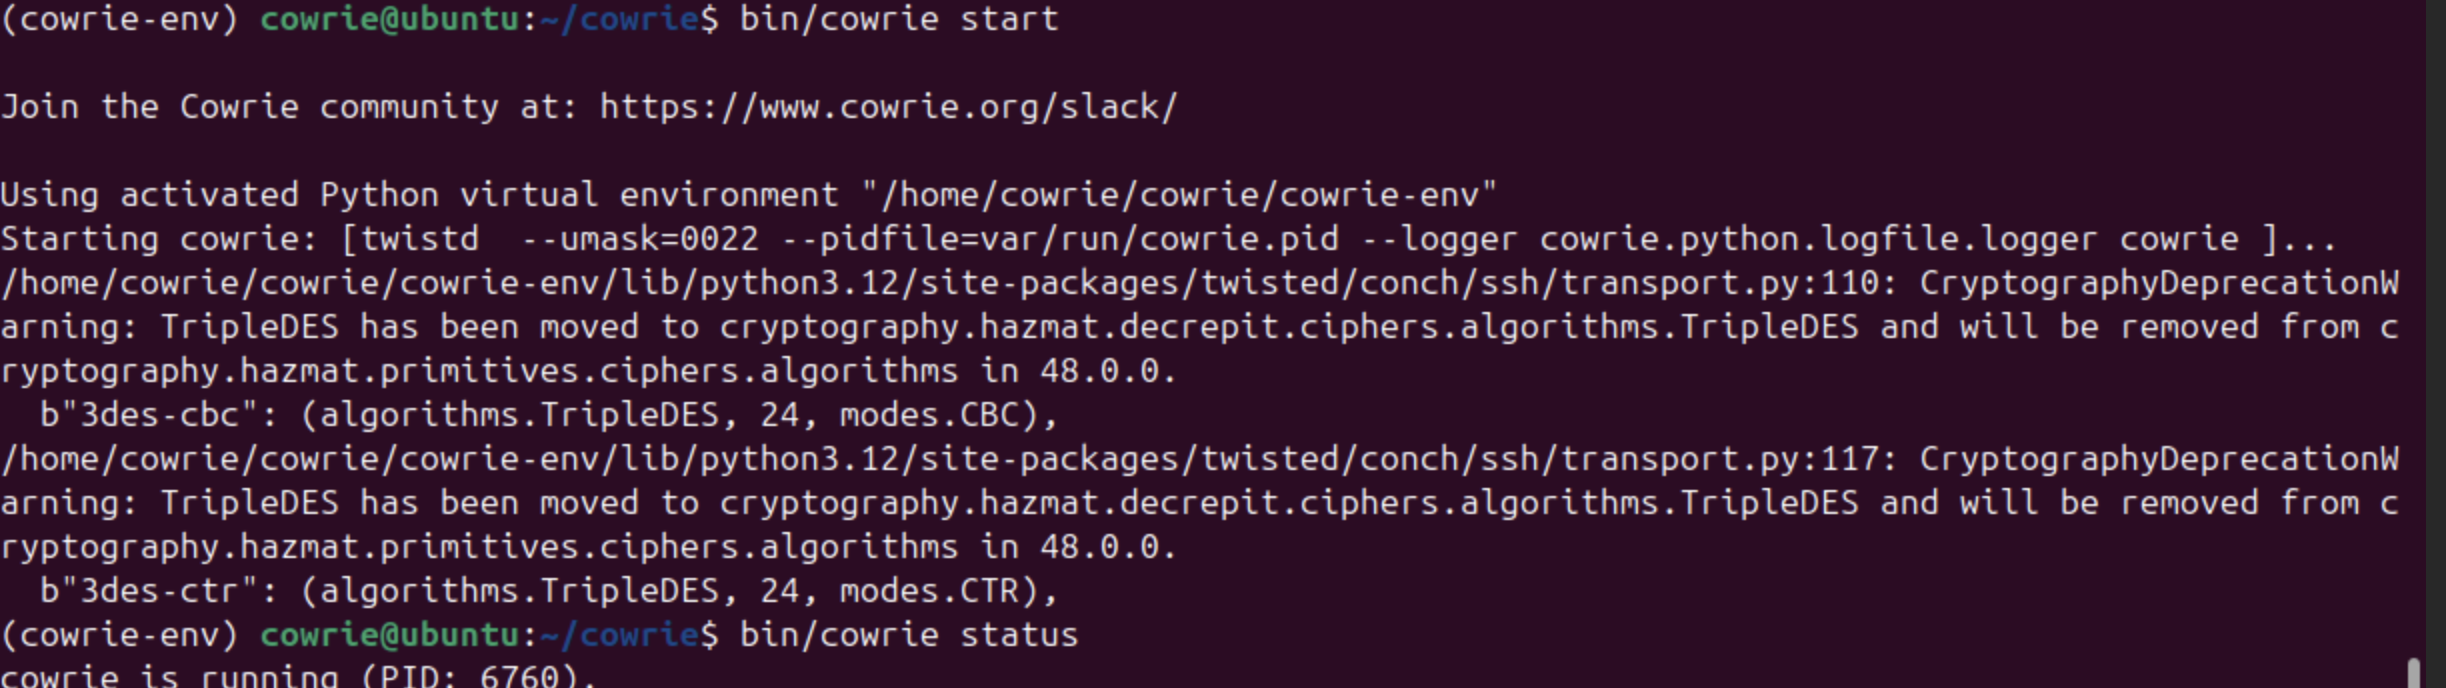 (cowrie-env) cowrie@ubuntu:~/cowrie$ bin/cowrie start
Join the Cowrie community at: https://www.cowrie.org/slack/
Using activated Python virtual environment "/home/cowrie/cowrie/cowrie-env"
Starting cowrie: [twistd  --umask=0022 --pidfile=var/run/cowrie.pid --logger cowrie.python.logfile.logger cowrie ]...
/home/cowrie/cowrie/cowrie-env/lib/python3.12/site-packages/twisted/conch/ssh/transport.py:110: CryptographyDeprecationW
arning: TripleDES has been moved to cryptography.hazmat.decrepit.ciphers.algorithms.TripleDES and will be removed from c
ryptography.hazmat.primitives.ciphers.algorithms in 48.0.0.
  b"3des-cbc": (algorithms.TripleDES, 24, modes.CBC),
/home/cowrie/cowrie/cowrie-env/lib/python3.12/site-packages/twisted/conch/ssh/transport.py:117: CryptographyDeprecationW
arning: TripleDES has been moved to cryptography.hazmat.decrepit.ciphers.algorithms.TripleDES and will be removed from c
ryptography.hazmat.primitives.ciphers.algorithms in 48.0.0.
  b"3des-ctr": (algorithms.TripleDES, 24, modes.CTR),
(cowrie-env) cowrie@ubuntu:~/cowrie$ bin/cowrie status
cowrie is running (PID: 6760).